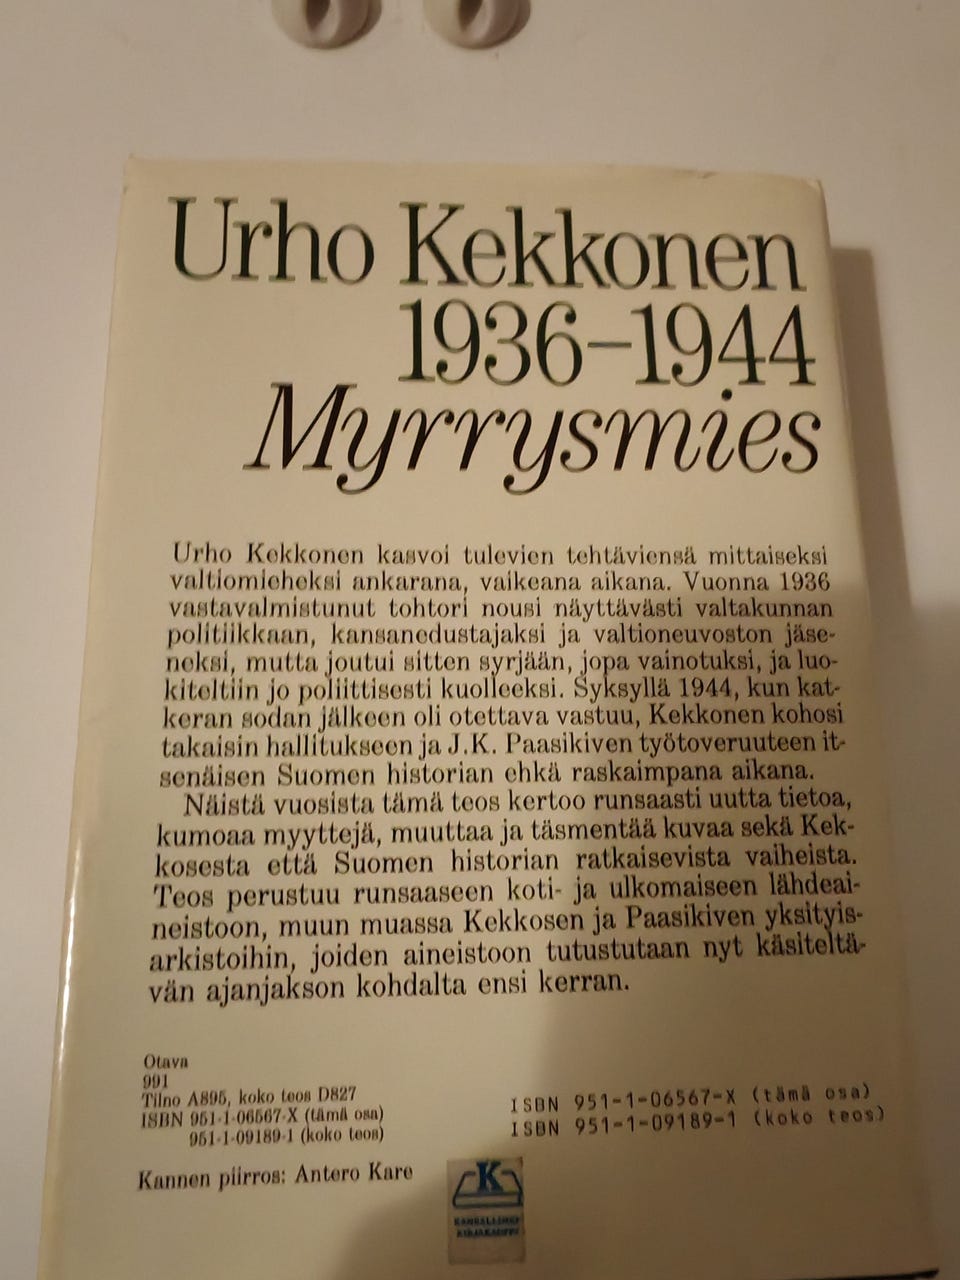 Urho Kekkonen
1936–1944
Myrrysmies
Urho Kekkonen kasvoi tulevien tehtäviensä mittaiseksi
valtiomieheksi ankarana, vaikeana aikana. Vuonna 1936
vastavalmistunut tohtori nousi näyttävästi valtakunnan
politiikkaan, kansanedustajaksi ja valtioneuvoston jäse-
neksi, mutta joutui sitten syrjään, jopa vainotuksi, ja luo-
kiteltiin jo poliittisesti kuolleeksi. Syksyllä 1944, kun kat-
keran sodan jälkeen oli otettava vastuu, Kekkonen kohosi
takaisin hallitukseen ja J.K. Paasikiven työtoveruuteen it-
senäisen Suomen historian ehkä raskaimpana aikana.
Näistä vuosista tämä teos kertoo runsaasti uutta tietoa,
kumoaa myyttejä, muuttaa ja täsmentää kuvaa sekä Kek-
kosesta että Suomen historian ratkaisevista vaiheista.
Teos perustuu runsaaseen koti- ja ulkomaiseen lähdeai-
neistoon, muun muassa Kekkosen ja Paasikiven yksityis-
arkistoihin, joiden aineistoon tutustutaan nyt käsiteltä-
vän ajanjakson kohdalta ensi kerran.
Otava
991
Tilno A895, koko teos D827
ISBN 951-1-06567-X (tämä osa)
951-1-09189-1 (koko teos)
ISBN 951-1-06567-X (tämä osa)
ISBN 951-1-09189-1 (koko teos)
Kannen piirros: Antero Kare
K
KANSALLINEN
KIRJAKAUPPA